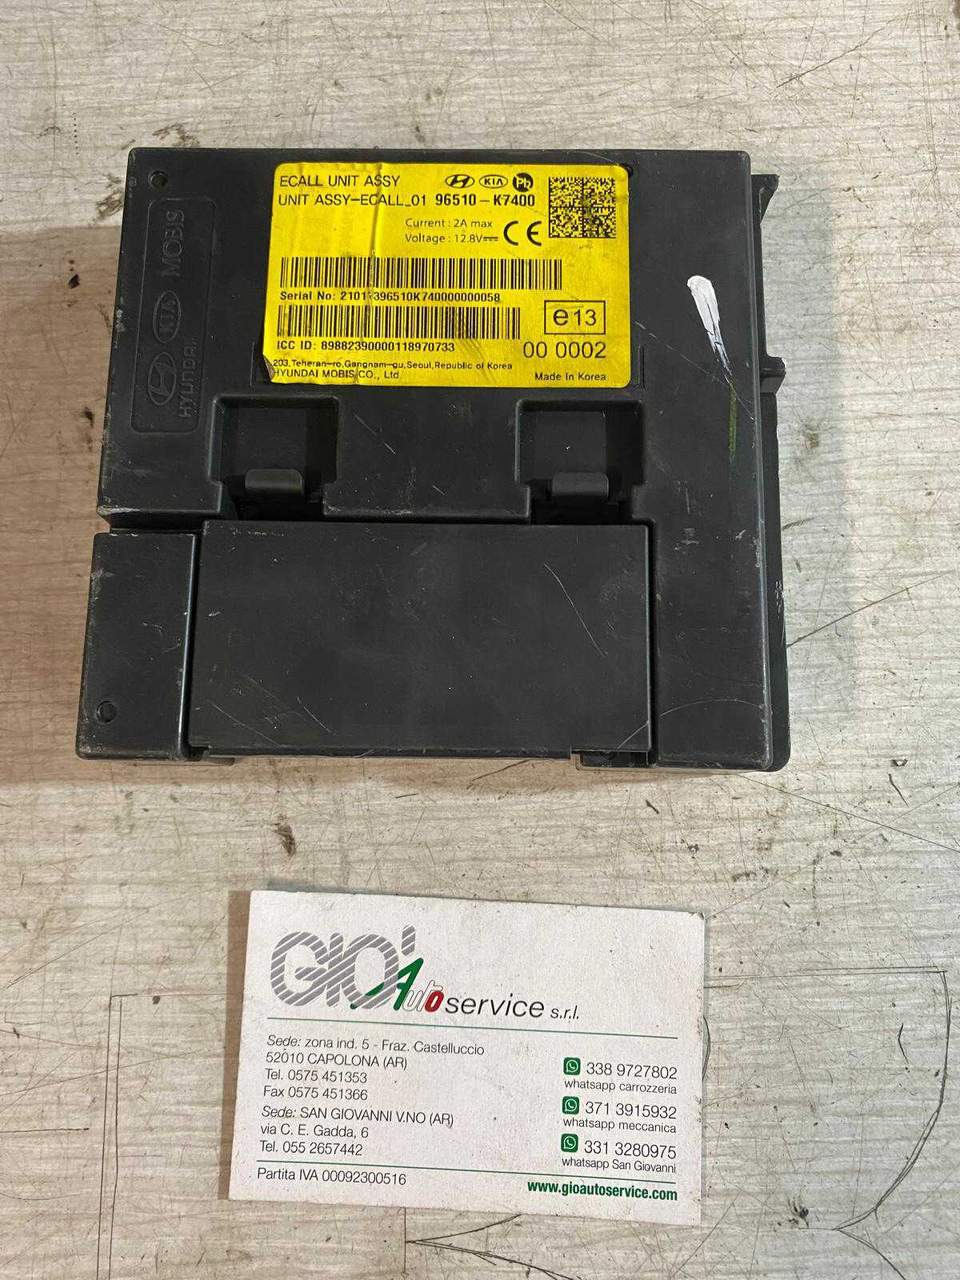 ECALL UNIT ASSY
KIA Pb
UNIT ASSY-ECALL_01 96510-K7400
Current : 2A max
Voltage : 12.8V
CE
Serial No:
e13
ICC ID: 89882390000118970733
00 0002
203, Teheran-ro, Gangnam-gu, Seoul, Republic of Korea
HYUNDAI MOBIS CO., Ltd.
Made in Korea
HYUNDAI KIA MOBIS
GIO' Auto service s.r.l.
Sede: zona ind. 5 - Fraz. Castelluccio
52010 CAPOLONA (AR)
Tel. 0575 451353
Fax 0575 451366
Sede: SAN GIOVANNI V.NO (AR)
via C. E. Gadda, 6
Tel. 055 2657442
Partita IVA 00092300516
338 9727802
whatsapp carrozzeria
371 3915932
whatsapp meccanica
331 3280975
whatsapp San Giovanni
www.gioautoservice.com